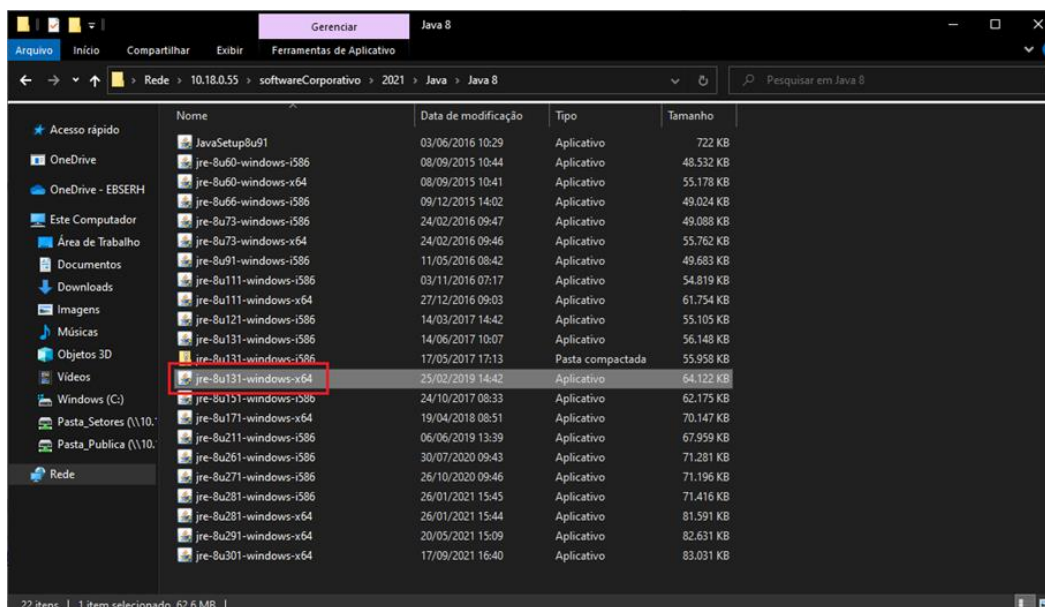 Gerenciar Java 8
Arquivo Início Compartilhar Exibir Ferramentas de Aplicativo
› Rede › 10.18.0.55 › softwareCorporativo › 2021 › Java › Java 8 Pesquisar em Java 8
Nome Data de modificação Tipo Tamanho
Acesso rápido
OneDrive
OneDrive - EBSERH
Este Computador
Área de Trabalho
Documentos
Downloads
Imagens
Músicas
Objetos 3D
Vídeos
Windows (C:)
Pasta_Setores (\\10.
Pasta_Publica (\\10.
Rede
JavaSetup8u91 03/06/2016 10:29 Aplicativo 722 KB
jre-8u60-windows-i586 08/09/2015 10:44 Aplicativo 48.532 KB
jre-8u60-windows-x64 08/09/2015 10:41 Aplicativo 55.178 KB
jre-8u66-windows-i586 09/12/2015 14:02 Aplicativo 49.024 KB
jre-8u73-windows-i586 24/02/2016 09:47 Aplicativo 49.088 KB
jre-8u73-windows-x64 24/02/2016 09:46 Aplicativo 55.762 KB
jre-8u91-windows-i586 11/05/2016 08:42 Aplicativo 49.683 KB
jre-8u111-windows-i586 03/11/2016 07:17 Aplicativo 54.819 KB
jre-8u111-windows-x64 27/12/2016 09:03 Aplicativo 61.754 KB
jre-8u121-windows-i586 14/03/2017 14:42 Aplicativo 55.105 KB
jre-8u131-windows-i586 14/06/2017 10:07 Aplicativo 56.148 KB
jre-8u131-windows-i586 17/05/2017 17:13 Pasta compactada 55.958 KB
jre-8u131-windows-x64 25/02/2019 14:42 Aplicativo 64.122 KB
jre-8u151-windows-i586 24/10/2017 08:33 Aplicativo 62.175 KB
jre-8u171-windows-x64 19/04/2018 08:51 Aplicativo 70.147 KB
jre-8u211-windows-i586 06/06/2019 13:39 Aplicativo 67.959 KB
jre-8u261-windows-i586 30/07/2020 09:43 Aplicativo 71.281 KB
jre-8u271-windows-i586 26/10/2020 09:46 Aplicativo 71.196 KB
jre-8u281-windows-i586 26/01/2021 15:45 Aplicativo 71.416 KB
jre-8u281-windows-x64 26/01/2021 15:44 Aplicativo 81.591 KB
jre-8u291-windows-x64 20/05/2021 15:09 Aplicativo 82.631 KB
jre-8u301-windows-x64 17/09/2021 16:40 Aplicativo 83.031 KB
22 itens 1 item selecionado 62,6 MB